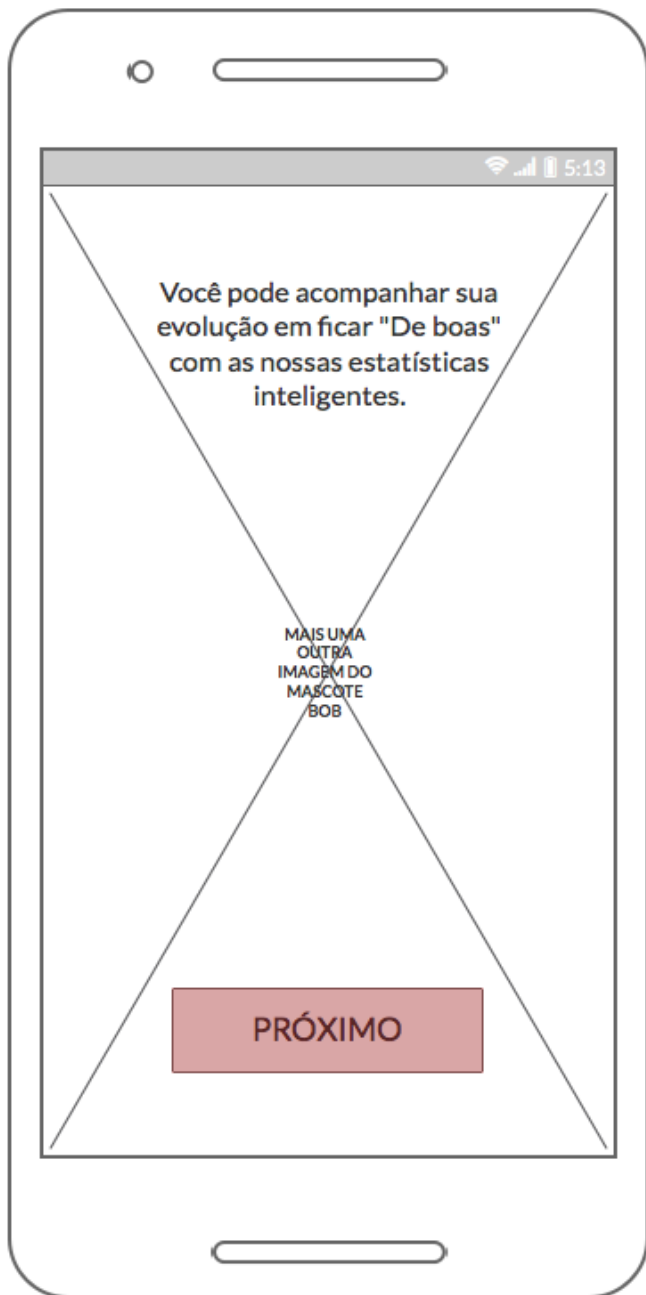 5:13
Você pode acompanhar sua
evolução em ficar "De boas"
com as nossas estatísticas
inteligentes.
MAIS UMA
OUTRA
IMAGEM DO
MASCOTE
BOB
PRÓXIMO